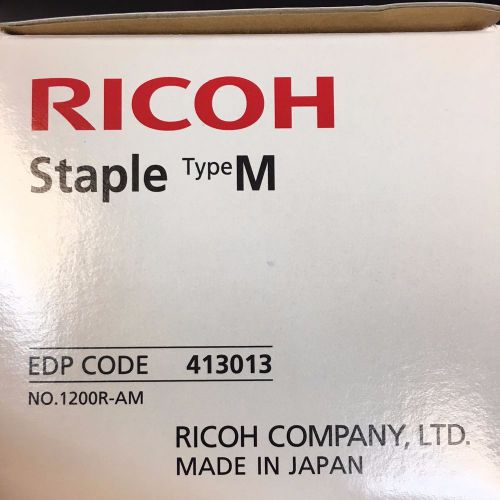 RICOH
Staple Type M
EDP CODE 413013
NO.1200R-AM
RICOH COMPANY, LTD.
MADE IN JAPAN